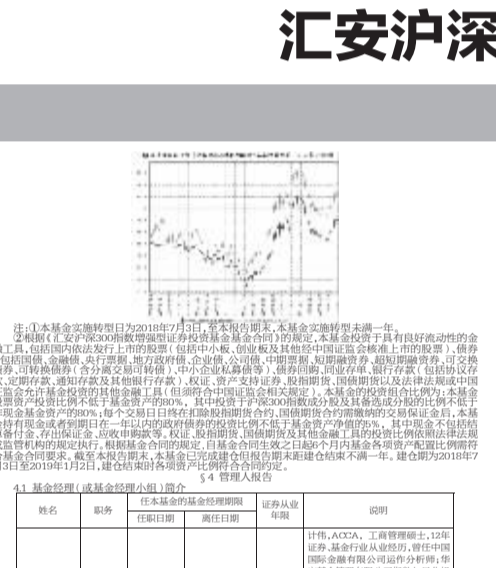 汇安沪深
注:①本基金实施转型日为2018年7月3日,至本报告期末,本基金实施转型未满一年。
②根据《汇安沪深300指数增强型证券投资基金基金合同》的规定,本基金投资于具有良好流动性的金
融工具,包括国内依法发行上市的股票(包括中小板、创业板及其他经中国证监会核准上市的股票)、债券
(包括国债、金融债、央行票据、地方政府债、企业债、公司债、中期票据、短期融资券、超短期融资券、可交换
债券、可转换债券(含分离交易可转债)、中小企业私募债等)、债券回购、同业存单、银行存款(包括协议存
款、定期存款、通知存款及其他银行存款)、权证、资产支持证券、股指期货、国债期货以及法律法规或中国
证监会允许基金投资的其他金融工具(但须符合中国证监会相关规定)。本基金的投资组合比例为:本基金
股票资产投资比例不低于基金资产的80%，其中投资于沪深300指数成分股及其备选成分股的比例不低于
非现金基金资产的80%;每个交易日日终在扣除股指期货合约、国债期货合约需缴纳的交易保证金后,本基
金持有现金或者到期日在一年以内的政府债券的投资比例不低于基金资产净值的5%，其中现金不包括结
算备付金、存出保证金、应收申购款等。权证、股指期货、国债期货及其他金融工具的投资比例依照法律法规
或监管机构的规定执行。根据基金合同的规定,自基金合同生效之日起6个月内基金各项资产配置比例需符
合基金合同要求。截至本报告期末,本基金已完成建仓但报告期末距建仓结束不满一年。建仓期为2018年7
月3日至2019年1月2日,建仓结束时各项资产比例符合合同约定。
§4 管理人报告
4.1 基金经理(或基金经理小组)简介
姓名 职务 任本基金的基金经理期限 证券从业年限 说明
任职日期 离任日期
计伟,ACCA，工商管理硕士,12年
证券、基金行业从业经历,曾任中国
国际金融有限公司运作分析师;华